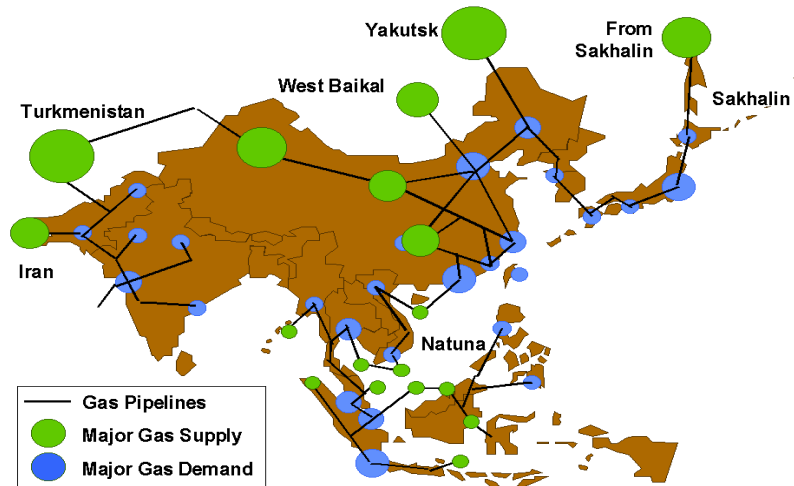 Yakutsk
From
Sakhalin
West Baikal
Sakhalin
Turkmenistan
Iran
Natuna
Gas Pipelines
Major Gas Supply
Major Gas Demand